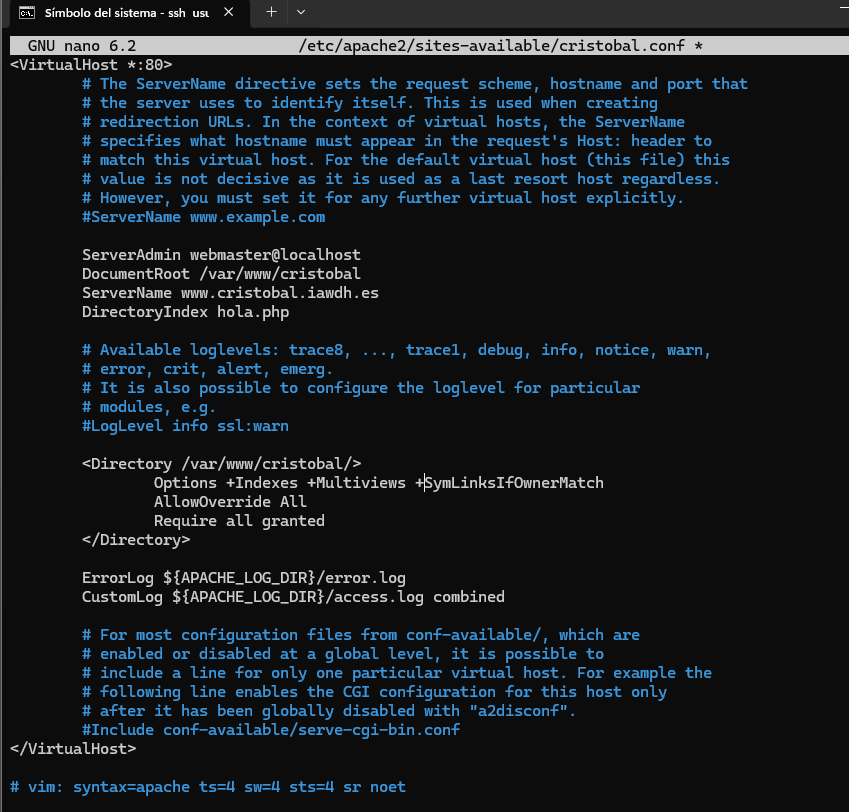 Símbolo del sistema - ssh usu
GNU nano 6.2 /etc/apache2/sites-available/cristobal.conf *
<VirtualHost *:80>
# The ServerName directive sets the request scheme, hostname and port that
# the server uses to identify itself. This is used when creating
# redirection URLs. In the context of virtual hosts, the ServerName
# specifies what hostname must appear in the request's Host: header to
# match this virtual host. For the default virtual host (this file) this
# value is not decisive as it is used as a last resort host regardless.
# However, you must set it for any further virtual host explicitly.
#ServerName www.example.com
ServerAdmin webmaster@localhost
DocumentRoot /var/www/cristobal
ServerName www.cristobal.iawdh.es
DirectoryIndex hola.php
# Available loglevels: trace8, ..., trace1, debug, info, notice, warn,
# error, crit, alert, emerg.
# It is also possible to configure the loglevel for particular
# modules, e.g.
#LogLevel info ssl:warn
<Directory /var/www/cristobal/>
Options +Indexes +Multiviews +SymLinksIfOwnerMatch
AllowOverride All
Require all granted
</Directory>
ErrorLog ${APACHE_LOG_DIR}/error.log
CustomLog ${APACHE_LOG_DIR}/access.log combined
# For most configuration files from conf-available/, which are
# enabled or disabled at a global level, it is possible to
# include a line for only one particular virtual host. For example the
# following line enables the CGI configuration for this host only
# after it has been globally disabled with "a2disconf".
#Include conf-available/serve-cgi-bin.conf
</VirtualHost>
# vim: syntax=apache ts=4 sw=4 sts=4 sr noet